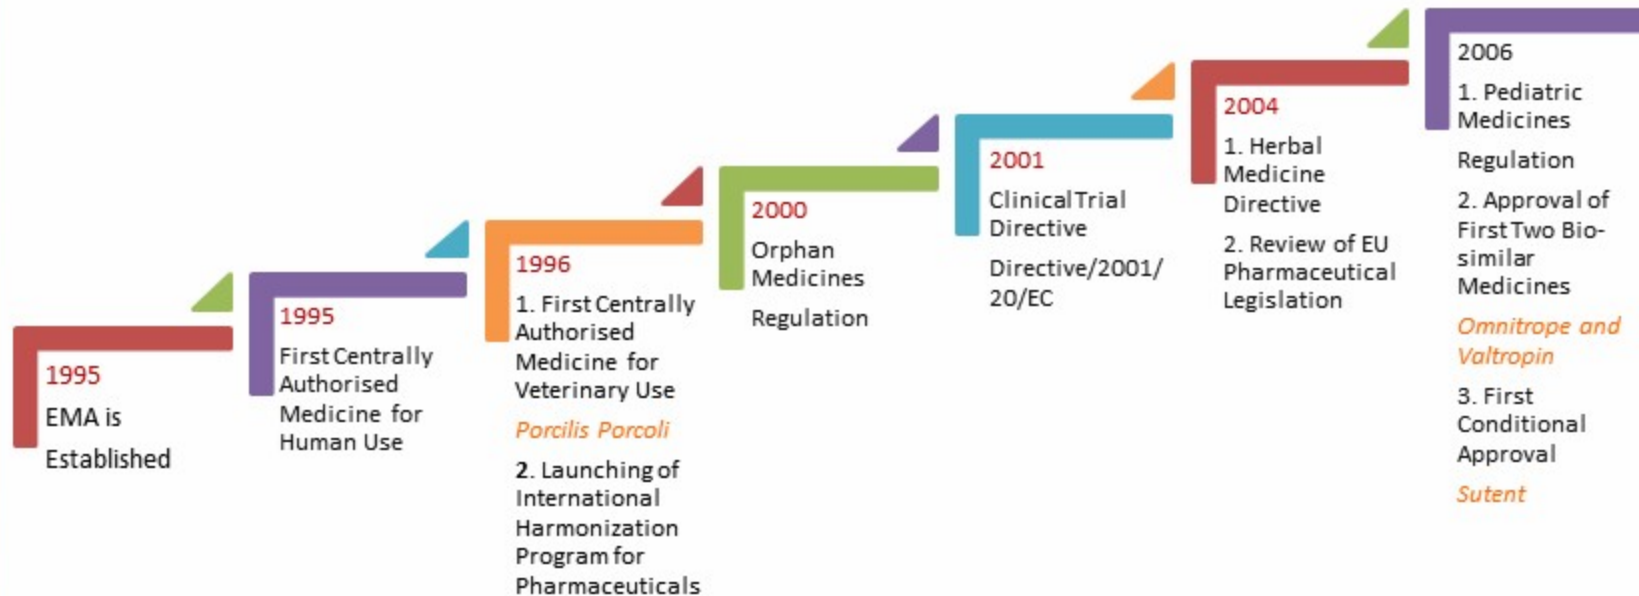 1995
EMA is
Established
1995
First Centrally
Authorised
Medicine for
Human Use
1996
1. First Centrally
Authorised
Medicine for
Veterinary Use
Porcilis Porcoli
2. Launching of
International
Harmonization
Program for
Pharmaceuticals
2000
Orphan
Medicines
Regulation
2001
Clinical Trial
Directive
Directive/2001/
20/EC
2004
1. Herbal
Medicine
Directive
2. Review of EU
Pharmaceutical
Legislation
2006
1. Pediatric
Medicines
Regulation
2. Approval of
First Two Bio-
similar
Medicines
Omnitrope and
Valtropin
3. First
Conditional
Approval
Sutent